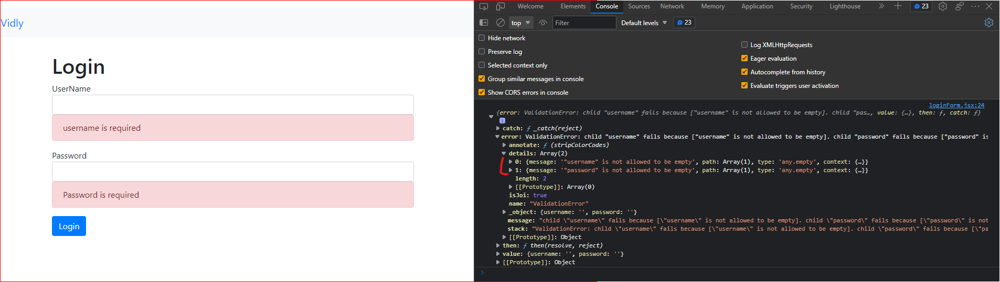 Vidly
Login
UserName
username is required
Password
Password is required
Login
Welcome Elements Console Sources Network Memory Application Security Lighthouse 23
top Filter Default levels 23
Hide network
Preserve log
Selected context only
Group similar messages in console
Show CORS errors in console
Log XMLHttpRequests
Eager evaluation
Autocomplete from history
Evaluate triggers user activation
loginForm.jsx:24
{error: ValidationError: child "username" fails because ["username" is not allowed to be empty]. child "pas…, value: {…}, then: ƒ, catch: ƒ}
i
catch: ƒ _catch(reject)
error: ValidationError: child "username" fails because ["username" is not allowed to be empty]. child "password" fails because ["password" is
annotate: ƒ (stripColorCodes)
details: Array(2)
0: {message: '"username" is not allowed to be empty', path: Array(1), type: 'any.empty', context: {…}}
1: {message: '"password" is not allowed to be empty', path: Array(1), type: 'any.empty', context: {…}}
length: 2
[[Prototype]]: Array(0)
isJoi: true
name: "ValidationError"
_object: {username: '', password: ''}
message: "child \"username\" fails because [\"username\" is not allowed to be empty]. child \"password\" fails because [\"password\" is not
stack: "ValidationError: child \"username\" fails because [\"username\" is not allowed to be empty]. child \"password\" fails because [\"pa
[[Prototype]]: Object
then: ƒ then(resolve, reject)
value: {username: '', password: ''}
[[Prototype]]: Object